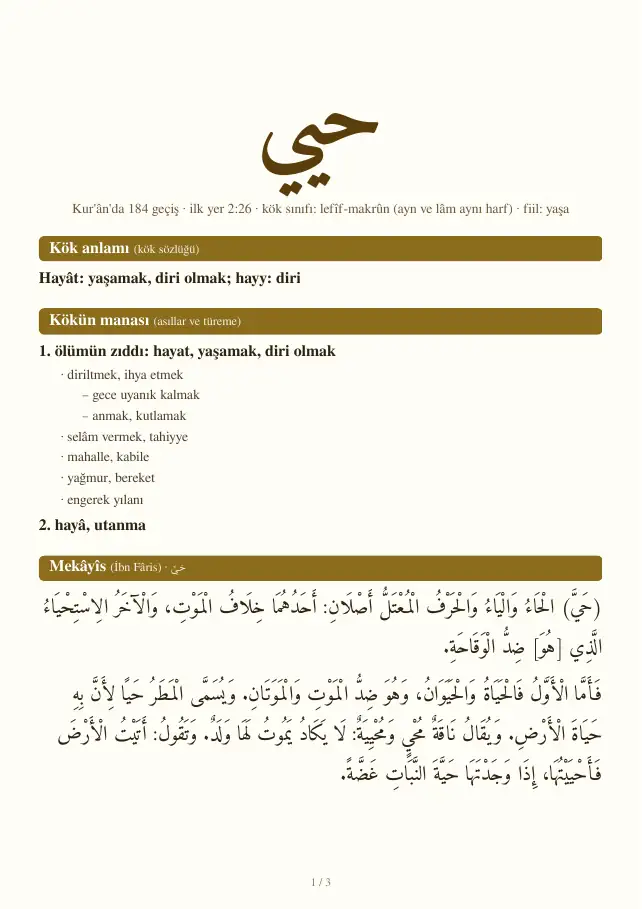 حيي
Kur'ân'da 184 geçiş · ilk yer 2:26 · kök sınıfı: lefîf-makrûn (ayn ve lâm aynı harf) · fiil: yaşa
Kök anlamı (kök sözlüğü)
Hayât: yaşamak, diri olmak; hayy: diri
Kökün manası (asıllar ve türeme)
1. ölümün zıddı: hayat, yaşamak, diri olmak
· diriltmek, ihya etmek
– gece uyanık kalmak
– anmak, kutlamak
· selâm vermek, tahiyye
· mahalle, kabile
· yağmur, bereket
· engerek yılanı
2. hayâ, utanma
Mekâyîs (İbn Fâris) · حيّ
(حَيَّ) الْحَاءُ وَالْيَاءُ وَالْحَرْفُ الْمُعْتَلُّ أَصْلَانِ: أَحَدُهُمَا خِلَافُ الْمَوْتِ، وَالْآخَرُ الِاسْتِحْيَاءُ
الَّذِي [هُوَ] ضِدُّ الْوَقَاحَةِ.
فَأَمَّا الْأَوَّلُ فَالْحَيَاةُ وَالْحَيَوَانُ، وَهُوَ ضِدُّ الْمَوْتِ وَالْمَوَتَانِ. وَيُسَمَّى الْمَطَرُ حَيًا لِأَنَّ بِهِ
حَيَاةَ الْأَرْضِ. وَيُقَالُ نَاقَةٌ مُحْيٍ وَمُحْيِيَةٌ: لَا يَكَادُ يَمُوتُ لَهَا وَلَدٌ. وَتَقُولُ: أَتَيْتُ الْأَرْضَ
فَأَحْيَيْتُهَا، إِذَا وَجَدْتَهَا حَيَّةَ النَّبَاتِ غَضَّةً.
1 / 3